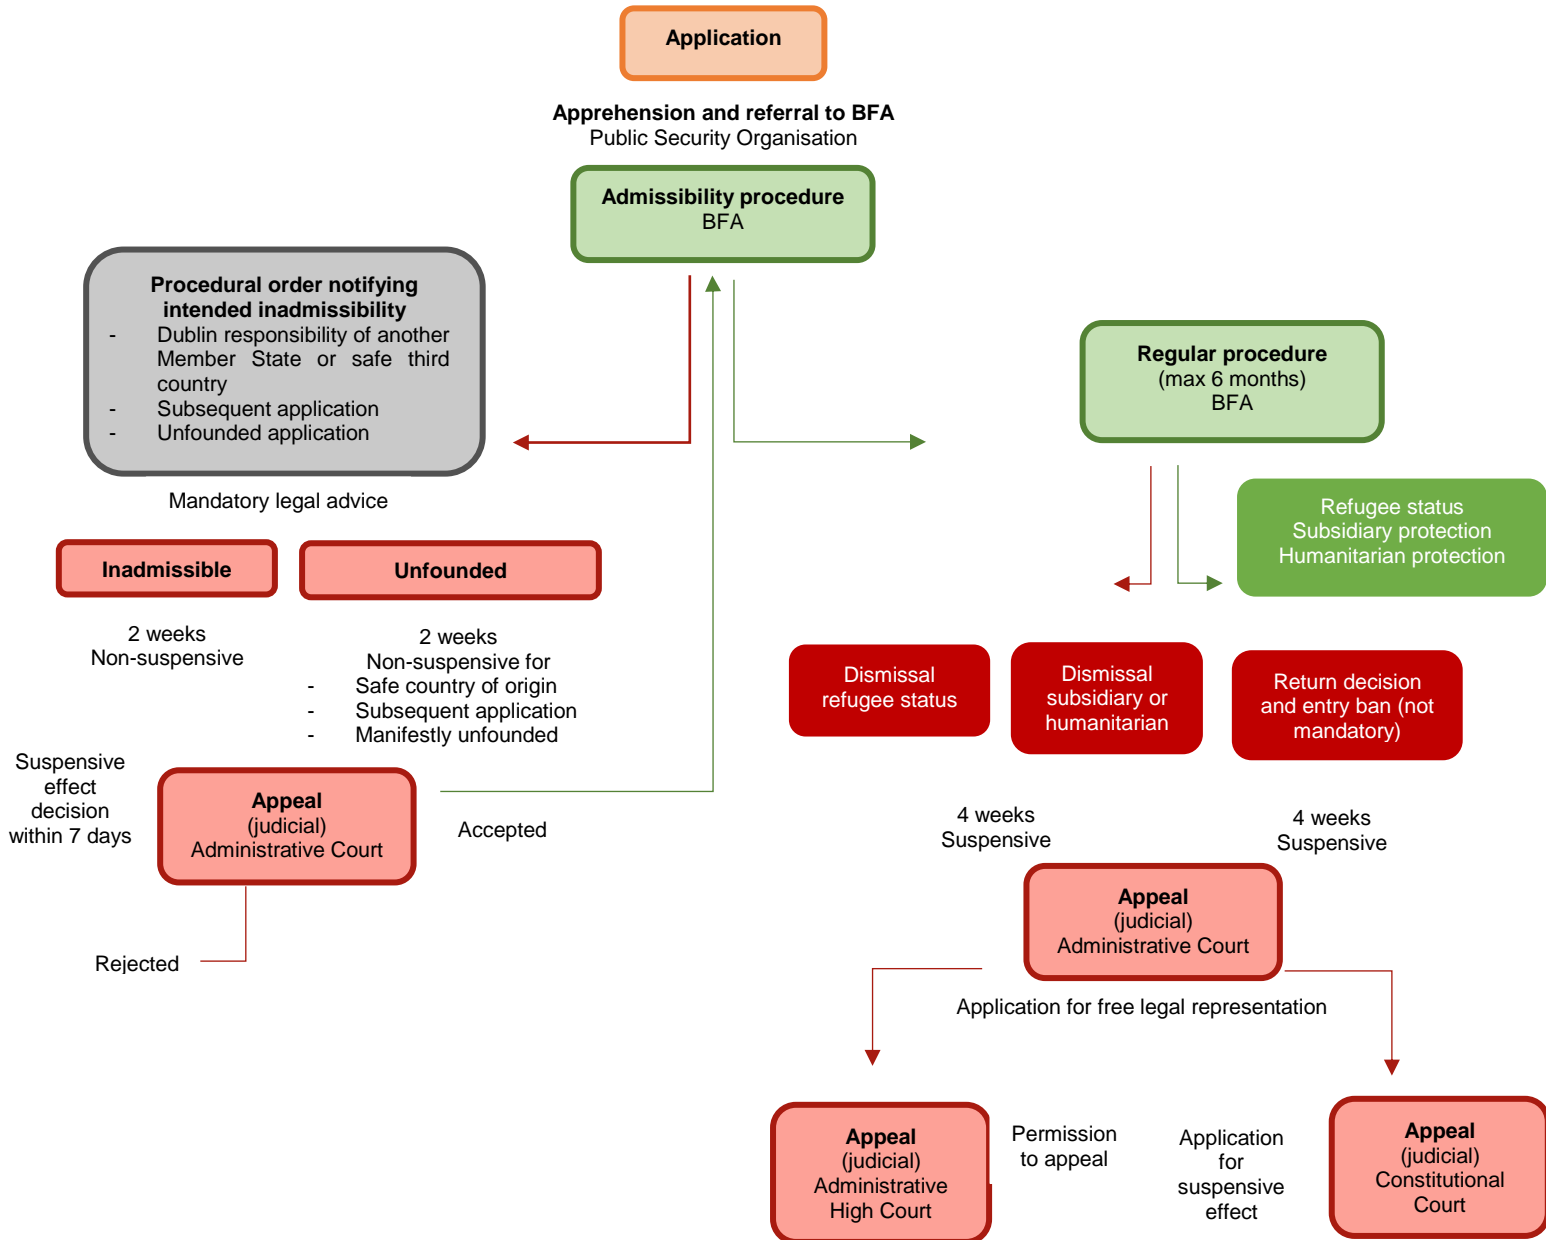 Application
Apprehension and referral to BFA
Public Security Organisation
Admissibility procedure
BFA
Procedural order notifying
intended inadmissibility
- Dublin responsibility of another
Member State or safe third
country
- Subsequent application
- Unfounded application
Mandatory legal advice
Regular procedure
(max 6 months)
BFA
Refugee status
Subsidiary protection
Humanitarian protection
Inadmissible
Unfounded
2 weeks
Non-suspensive
2 weeks
Non-suspensive for
- Safe country of origin
- Subsequent application
- Manifestly unfounded
Dismissal
refugee status
Dismissal
subsidiary or
humanitarian
Return decision
and entry ban (not
mandatory)
Suspensive
effect
decision
within 7 days
Appeal
(judicial)
Administrative Court
Accepted
Rejected
4 weeks
Suspensive
4 weeks
Suspensive
Appeal
(judicial)
Administrative Court
Application for free legal representation
Appeal
(judicial)
Administrative
High Court
Permission
to appeal
Application
for
suspensive
effect
Appeal
(judicial)
Constitutional
Court